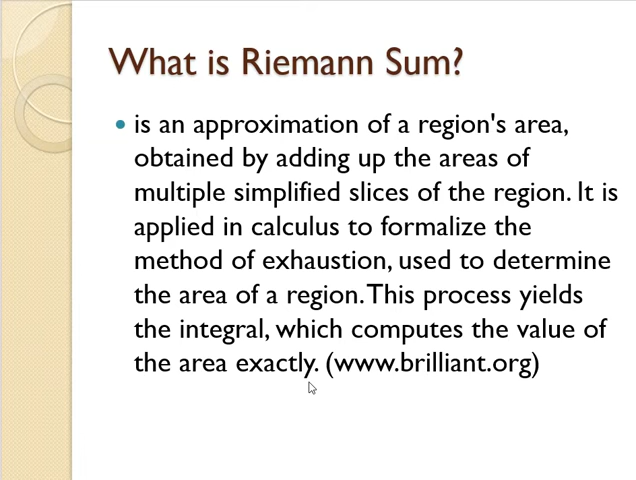 What is Riemann Sum?
• is an approximation of a region's area,
obtained by adding up the areas of
multiple simplified slices of the region. It is
applied in calculus to formalize the
method of exhaustion, used to determine
the area of a region. This process yields
the integral, which computes the value of
the area exactly. (www.brilliant.org)